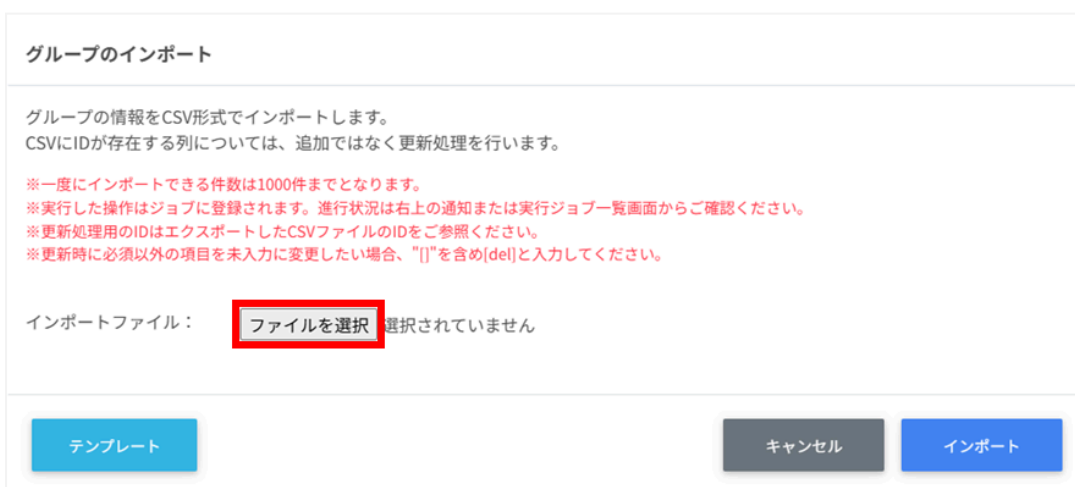 グループのインポート
グループの情報をCSV形式でインポートします。
CSVにIDが存在する列については、追加ではなく更新処理を行います。
※一度にインポートできる件数は1000件までとなります。
※実行した操作はジョブに登録されます。進行状況は右上の通知または実行ジョブ一覧画面からご確認ください。
※更新処理用のIDはエクスポートしたCSVファイルのIDをご参照ください。
※更新時に必須以外の項目を未入力に変更したい場合、"[]"を含め[del]と入力してください。
インポートファイル： ファイルを選択 選択されていません
テンプレート キャンセル インポート